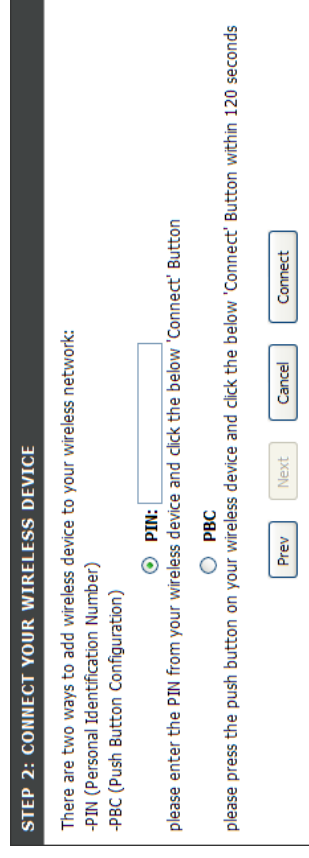 STEP 2: CONNECT YOUR WIRELESS DEVICE
There are two ways to add wireless device to your wireless network:
-PIN (Personal Identification Number)
-PBC (Push Button Configuration)
PIN:
please enter the PIN from your wireless device and click the below 'Connect' Button
PBC
please press the push button on your wireless device and click the below 'Connect' Button within 120 seconds
Prev Next Cancel Connect